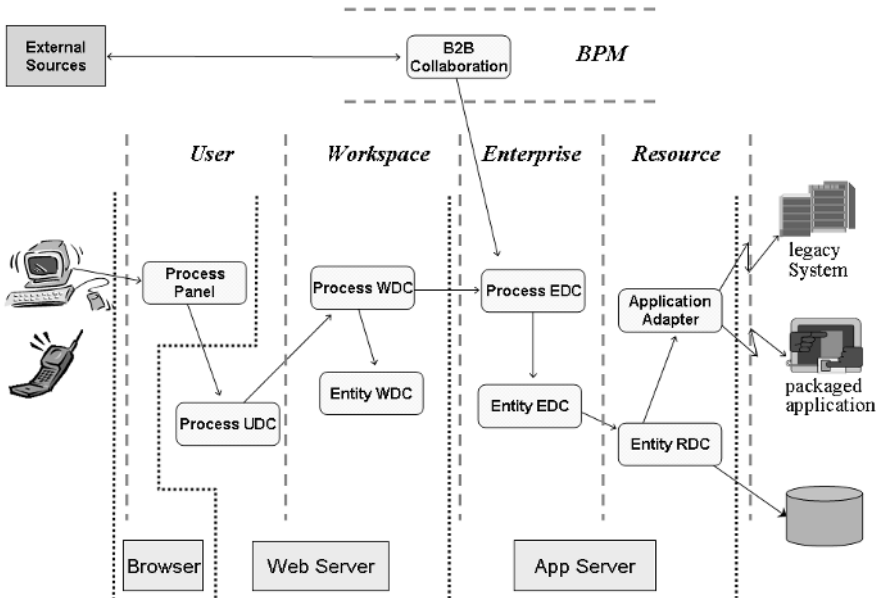 External
Sources
B2B
Collaboration
BPM
User
Workspace
Enterprise
Resource
legacy
System
Process
Panel
Process WDC
Process EDC
Application
Adapter
packaged
application
Entity WDC
Entity EDC
Process UDC
Entity RDC
Browser
Web Server
App Server